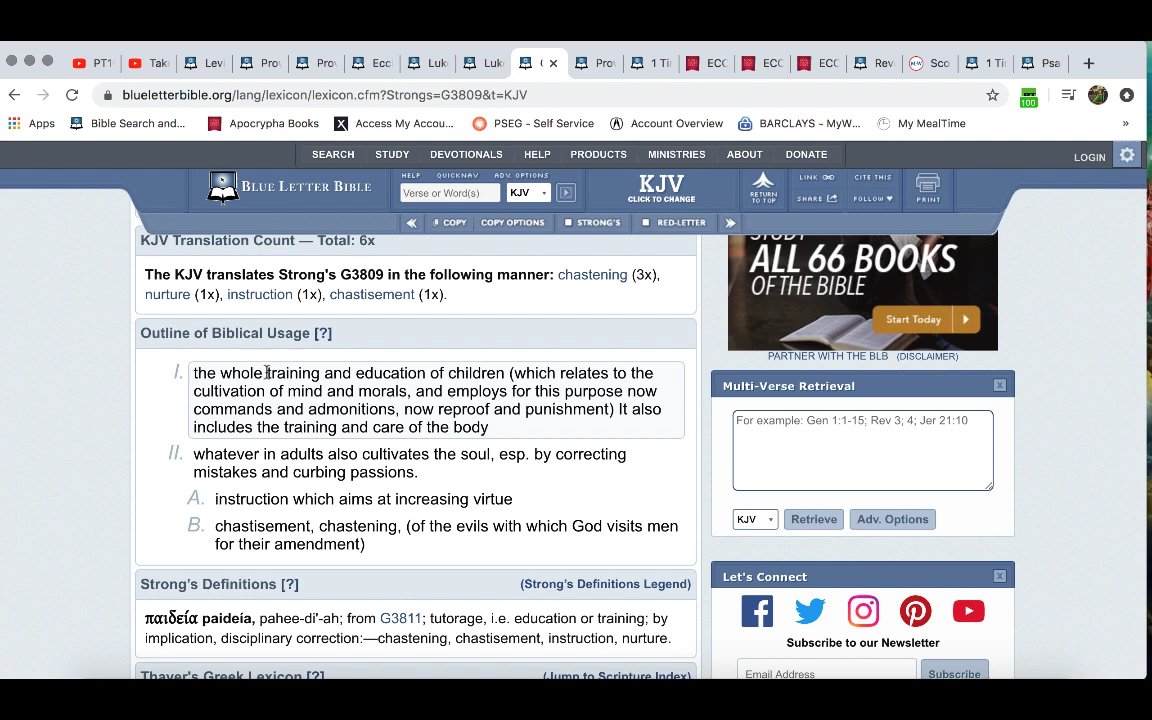 PT1 Tak Levi Prov Prov Ecc Luk Luk ( Prov 1 Tir ECC ECC ECC Rev Sco 1 Tir Psa
blueletterbible.org/lang/lexicon/lexicon.cfm?Strongs=G3809&t=KJV
100
Apps Bible Search and... Apocrypha Books Access My Accou... PSEG - Self Service Account Overview BARCLAYS - MyW... My MealTime »
SEARCH STUDY DEVOTIONALS HELP PRODUCTS MINISTRIES ABOUT DONATE LOGIN
BLUE LETTER BIBLE
HELP QUICKNAV ADV. OPTIONS
Verse or Word(s) KJV
KJV
CLICK TO CHANGE
RETURN TO TOP
LINK CITE THIS
SHARE FOLLOW
PRINT
COPY COPY OPTIONS STRONG'S RED-LETTER
KJV Translation Count — Total: 6x
The KJV translates Strong's G3809 in the following manner: chastening (3x),
nurture (1x), instruction (1x), chastisement (1x).
Outline of Biblical Usage [?]
I. the whole training and education of children (which relates to the
cultivation of mind and morals, and employs for this purpose now
commands and admonitions, now reproof and punishment) It also
includes the training and care of the body
II. whatever in adults also cultivates the soul, esp. by correcting
mistakes and curbing passions.
A. instruction which aims at increasing virtue
B. chastisement, chastening, (of the evils with which God visits men
for their amendment)
Strong's Definitions [?] (Strong's Definitions Legend)
παιδεία paideía, pahee-di'-ah; from G3811; tutorage, i.e. education or training; by
implication, disciplinary correction:—chastening, chastisement, instruction, nurture.
Thayer's Greek Lexicon [?] (Jump to Scripture Index)
STUDY
ALL 66 BOOKS
OF THE BIBLE
Start Today
PARTNER WITH THE BLB (DISCLAIMER)
Multi-Verse Retrieval x
For example: Gen 1:1-15; Rev 3; 4; Jer 21:10
KJV Retrieve Adv. Options
Let's Connect x
Subscribe to our Newsletter
Email Address Subscribe